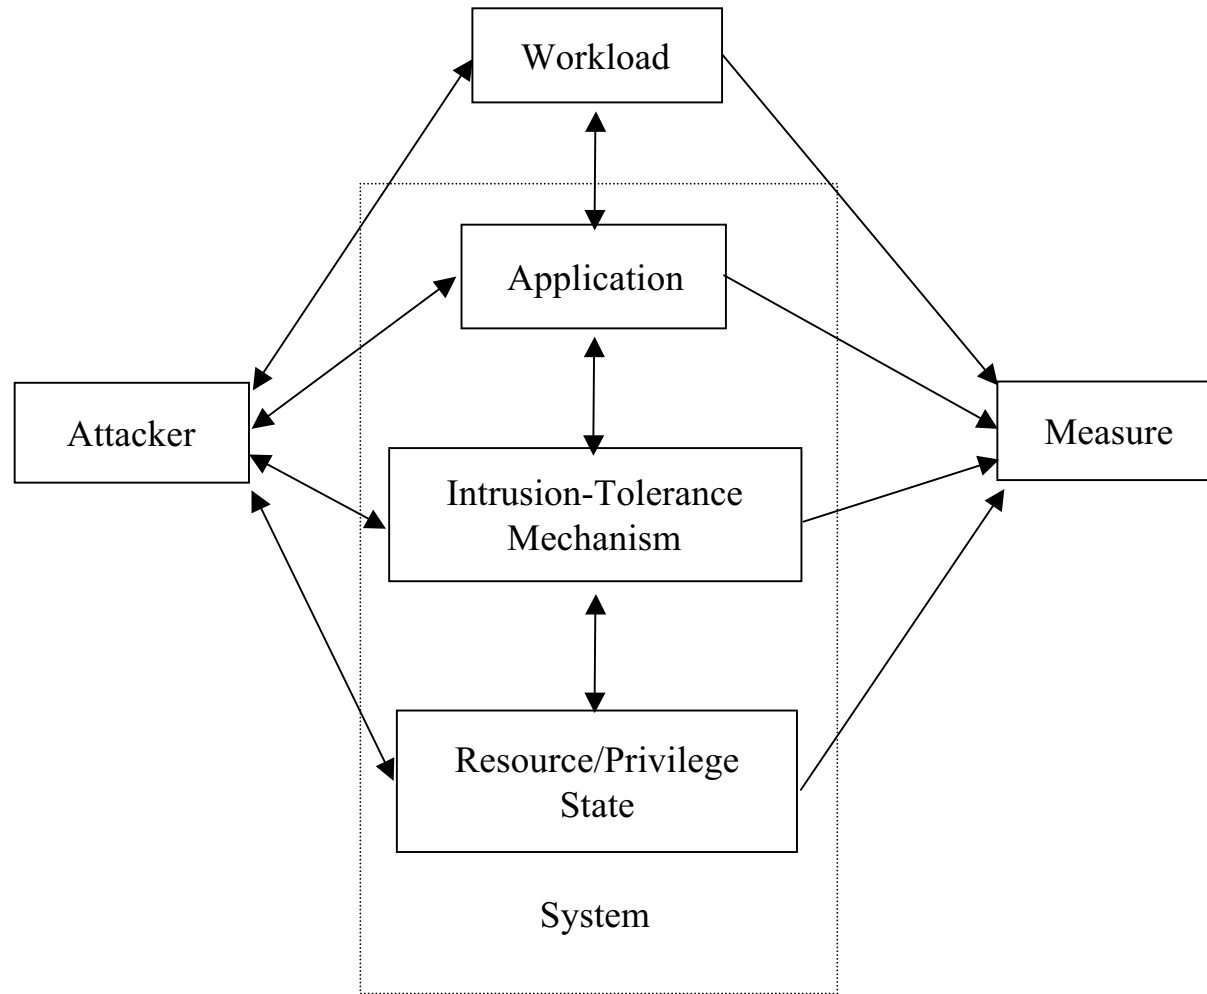 Workload
Application
Attacker
Measure
Intrusion-Tolerance
Mechanism
Resource/Privilege
State
System